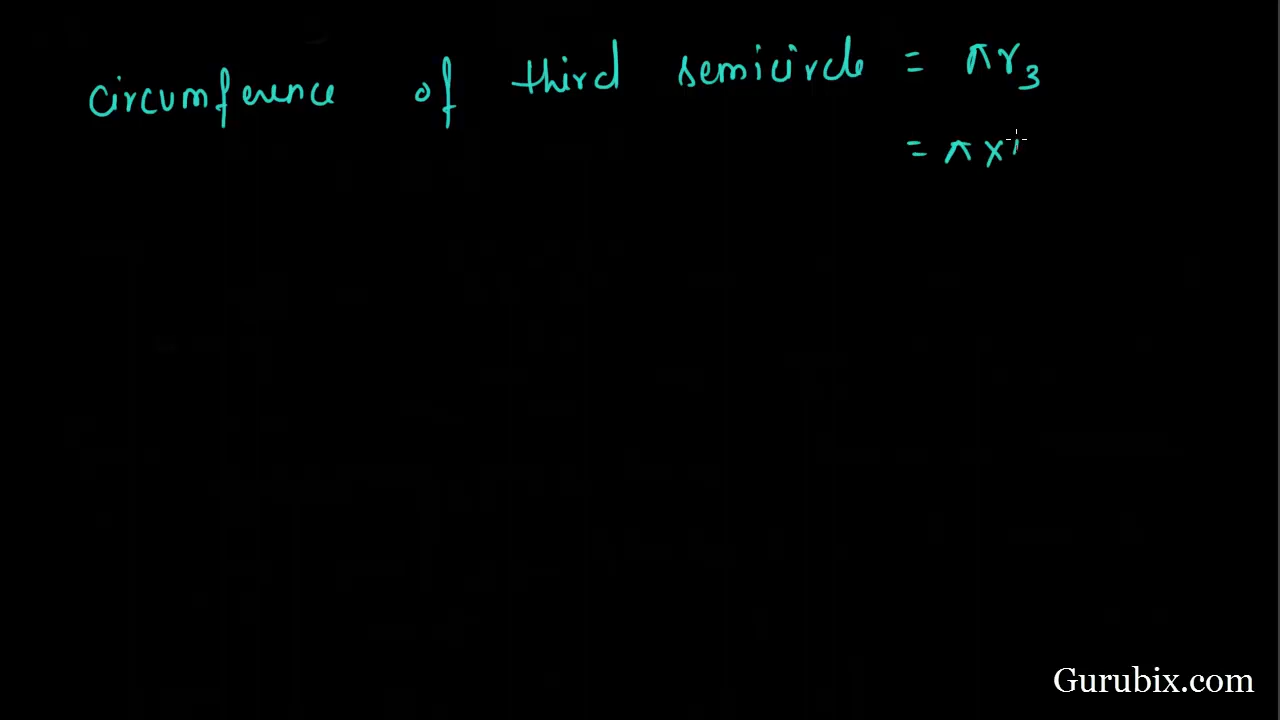 circumference of third semicircle = πr₃
= π ×
Gurubix.com